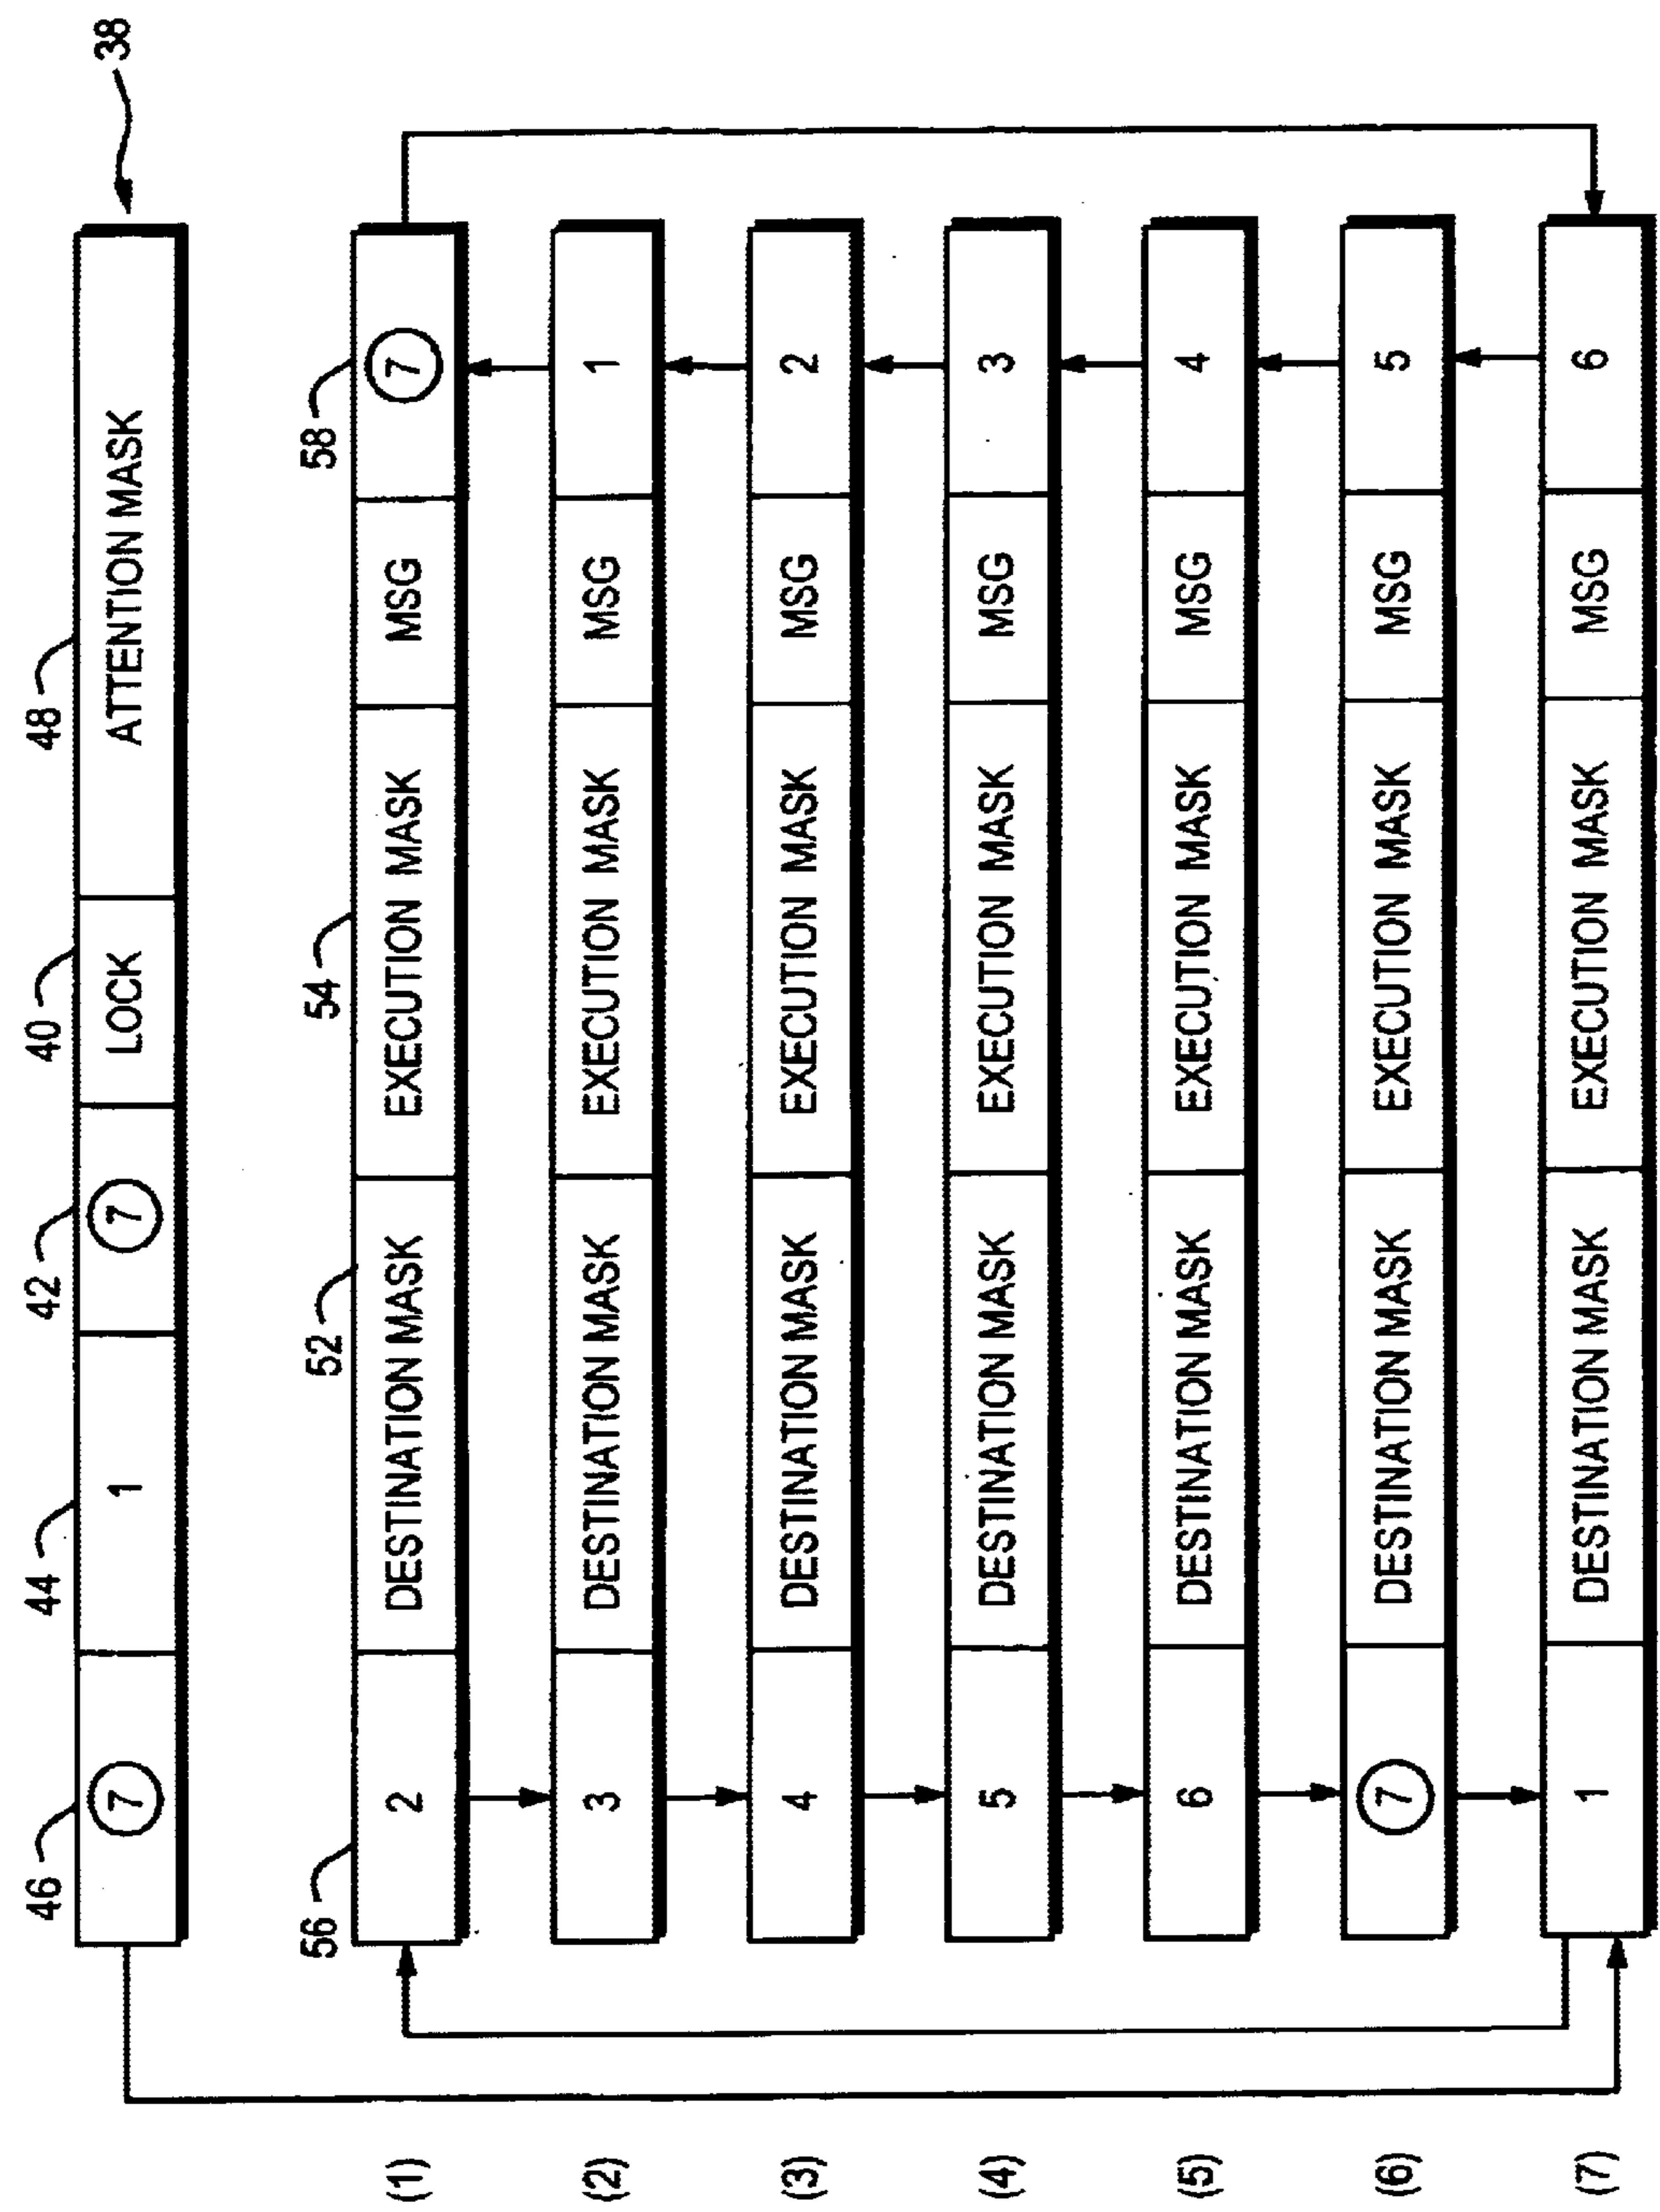 46 44 42 40 48
7 1 7 LOCK ATTENTION MASK 38
56 52 54 58
(1) 2 DESTINATION MASK EXECUTION MASK MSG 7
(2) 3 DESTINATION MASK EXECUTION MASK MSG 1
(3) 4 DESTINATION MASK EXECUTION MASK MSG 2
(4) 5 DESTINATION MASK EXECUTION MASK MSG 3
(5) 6 DESTINATION MASK EXECUTION MASK MSG 4
(6) 7 DESTINATION MASK EXECUTION MASK MSG 5
(7) 1 DESTINATION MASK EXECUTION MASK MSG 6